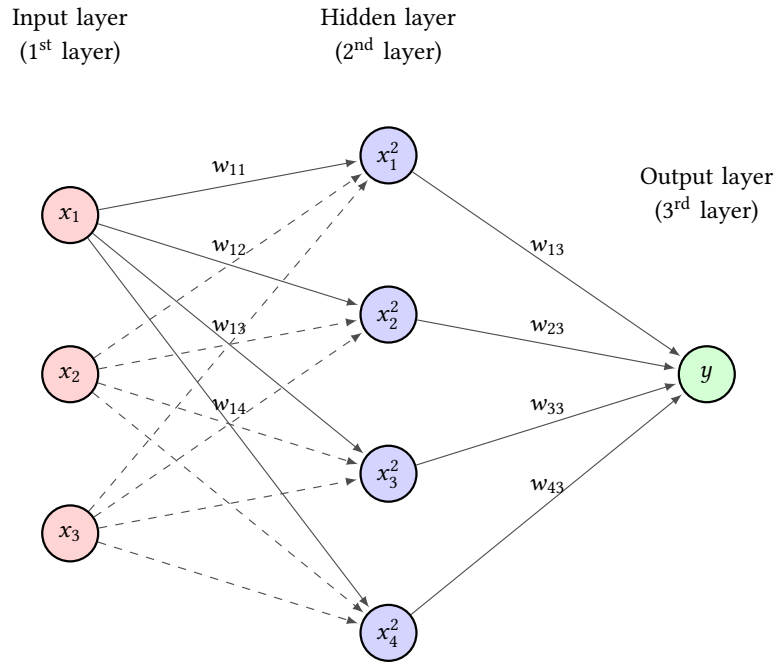 Input layer
(1st layer)
Hidden layer
(2nd layer)
Output layer
(3rd layer)
x₁
x₂
x₃
w₁₁
w₁₂
w₁₃
w₁₄
x₁²
x₂²
x₃²
x₄²
w₁₃
w₂₃
w₃₃
w₄₃
y